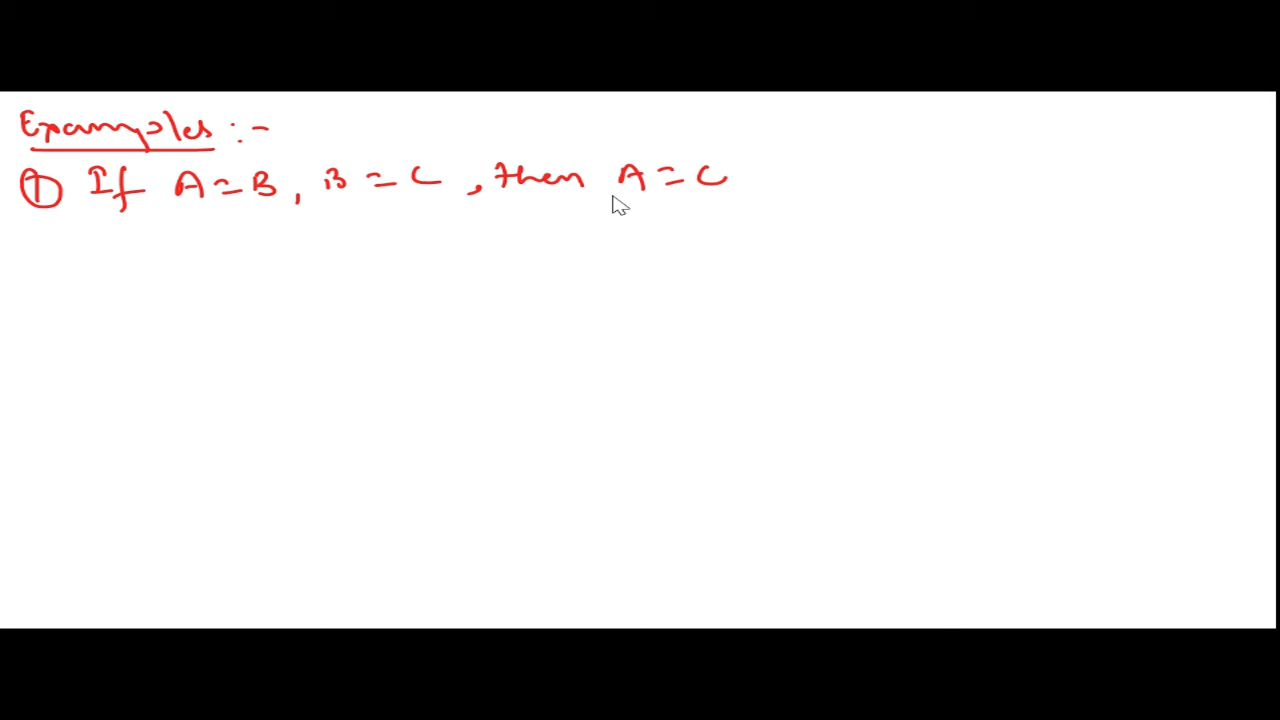 Examples :-
① If A = B, B = C, then A = C